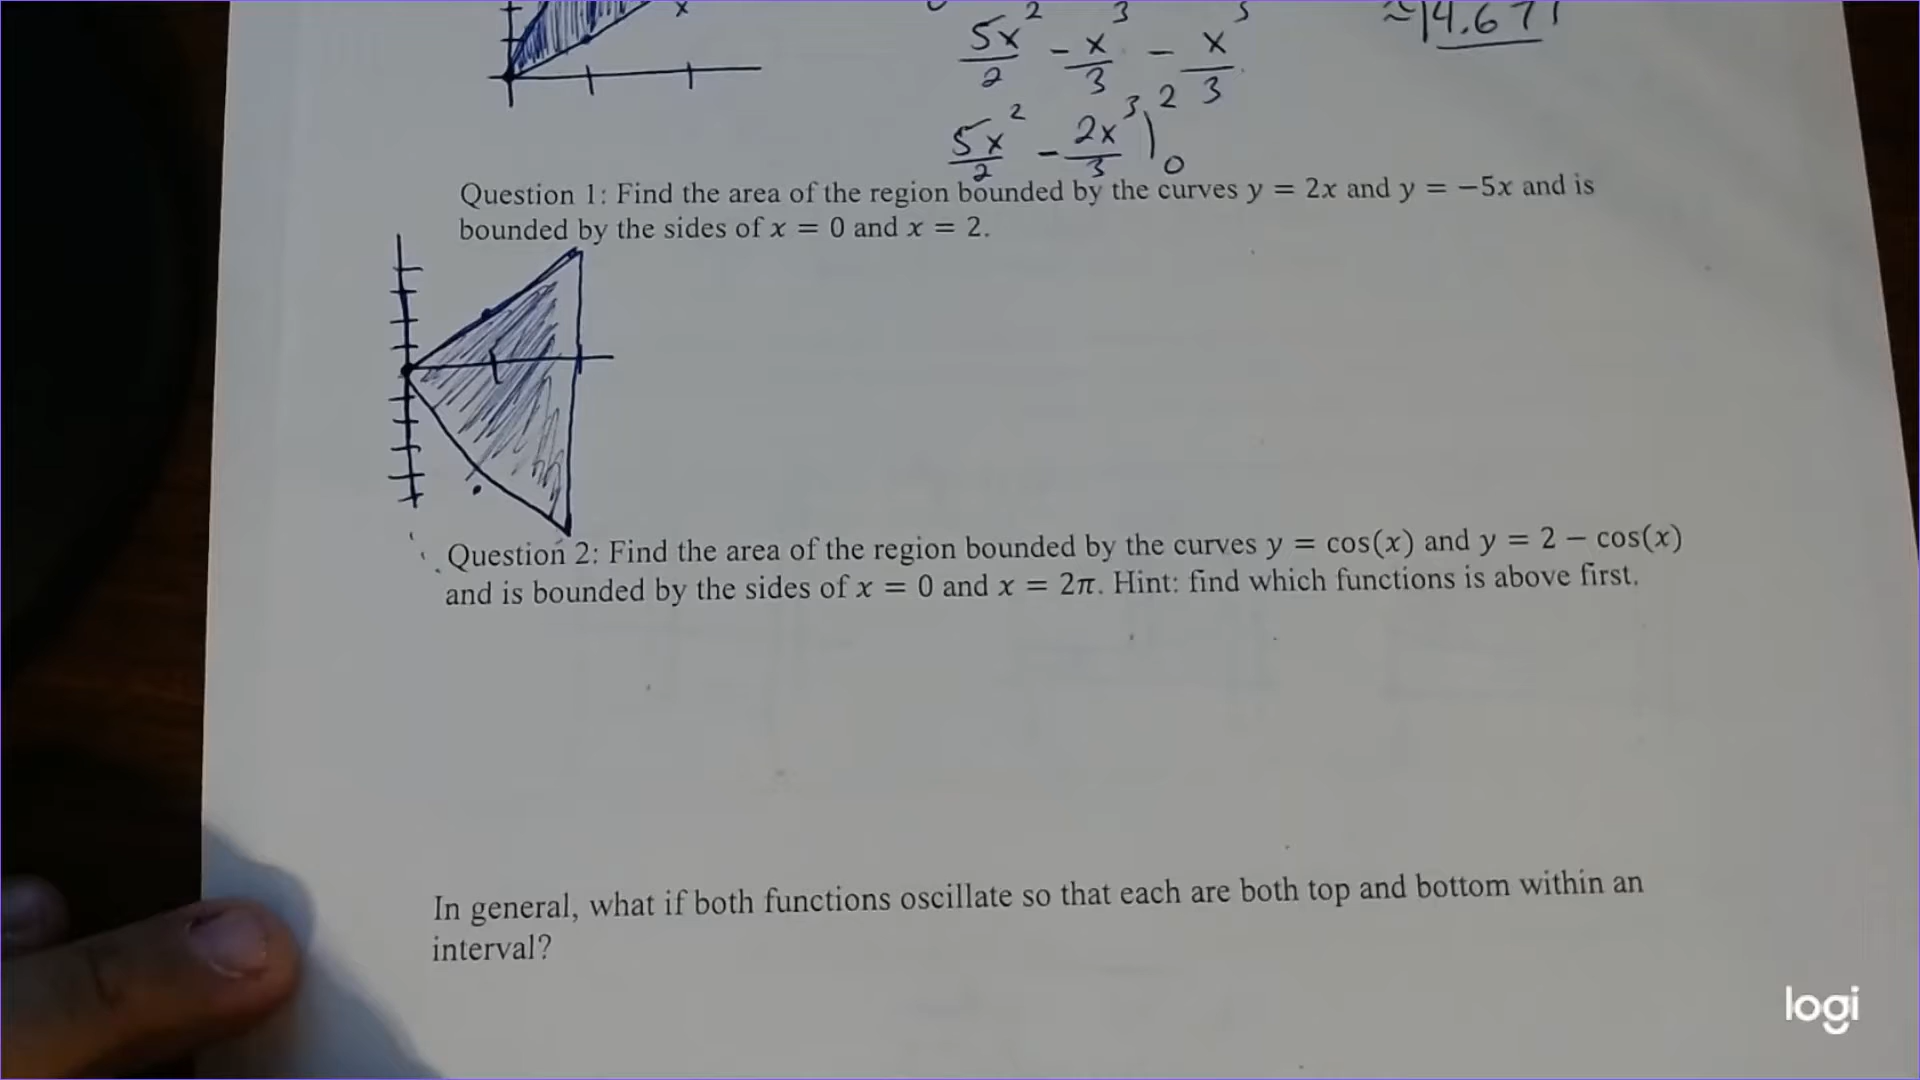 5x²/2 - x³/3 - x³/3
≈14.671
5x²/2 - 2x³/3 |₀²
Question 1: Find the area of the region bounded by the curves y = 2x and y = −5x and is
bounded by the sides of x = 0 and x = 2.
Question 2: Find the area of the region bounded by the curves y = cos(x) and y = 2 − cos(x)
and is bounded by the sides of x = 0 and x = 2π. Hint: find which functions is above first.
In general, what if both functions oscillate so that each are both top and bottom within an
interval?
logi